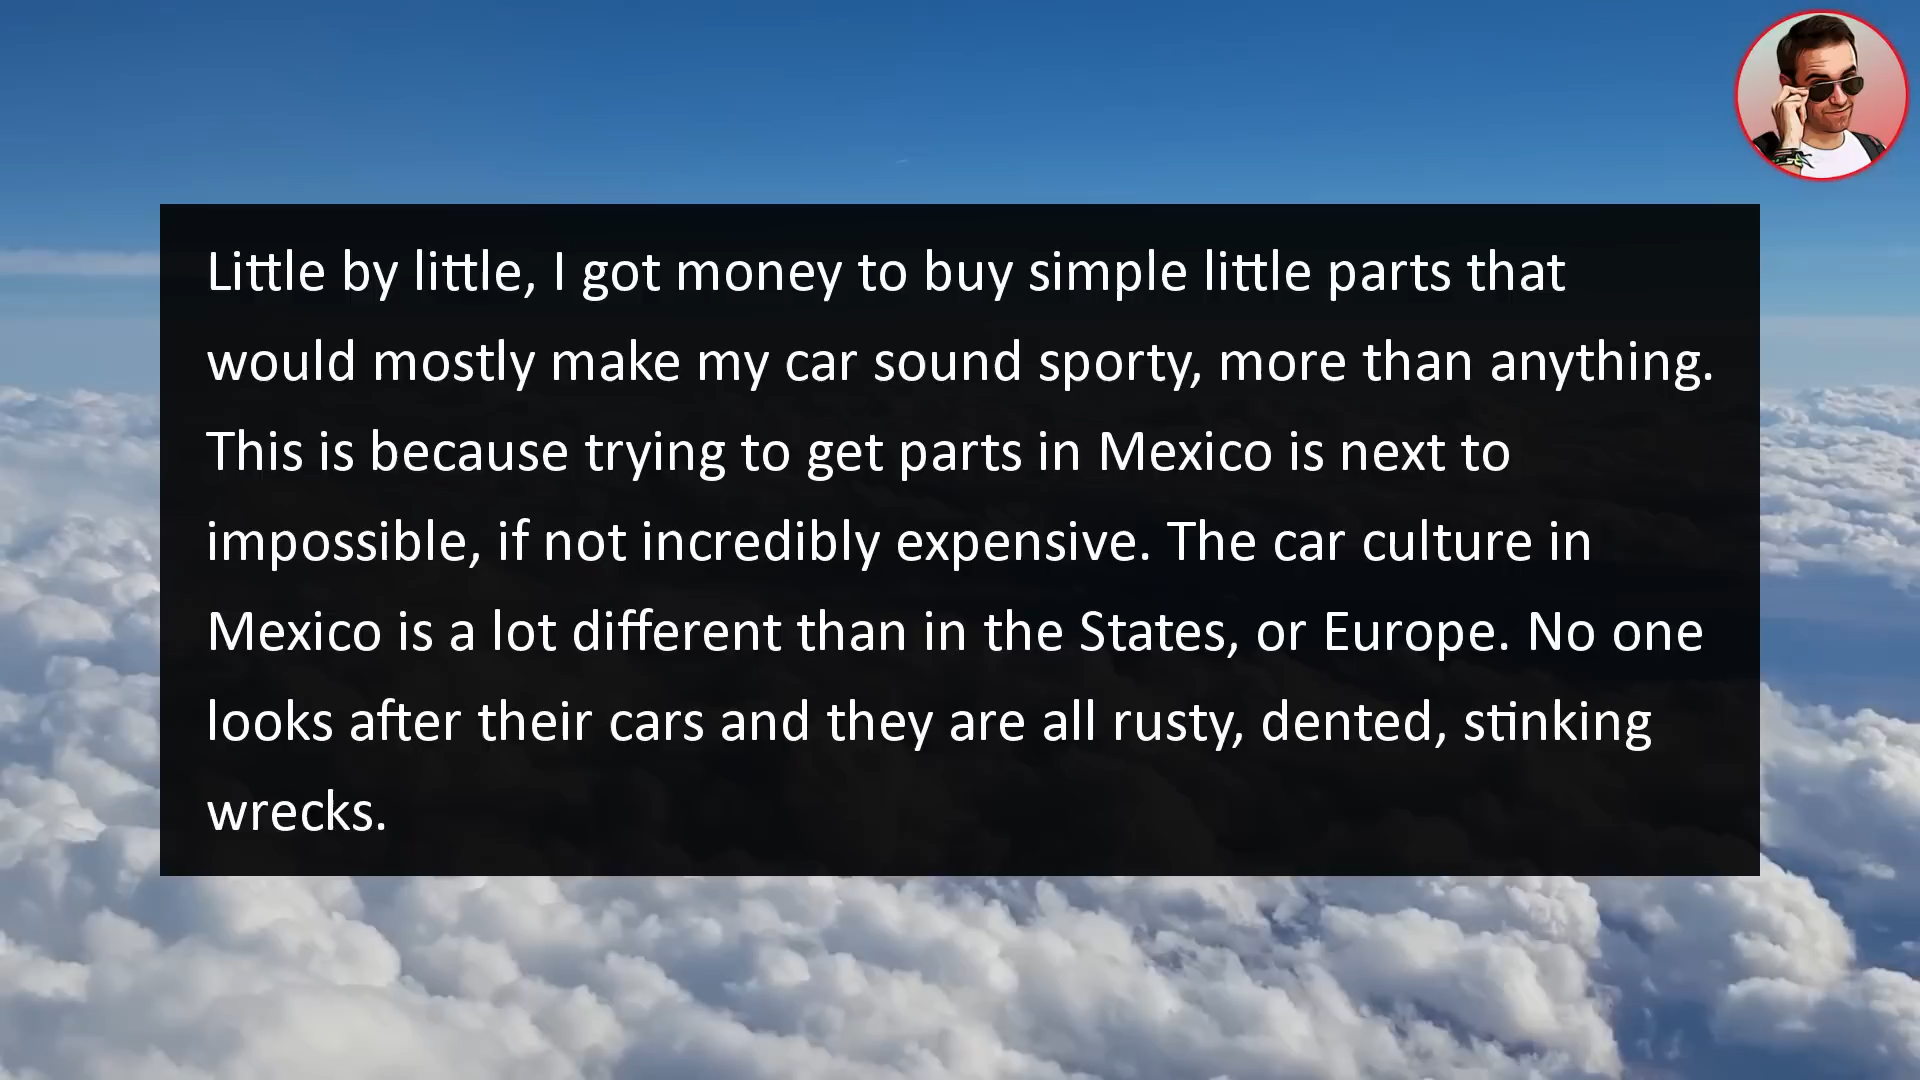 Little by little, I got money to buy simple little parts that
would mostly make my car sound sporty, more than anything.
This is because trying to get parts in Mexico is next to
impossible, if not incredibly expensive. The car culture in
Mexico is a lot different than in the States, or Europe. No one
looks after their cars and they are all rusty, dented, stinking
wrecks.